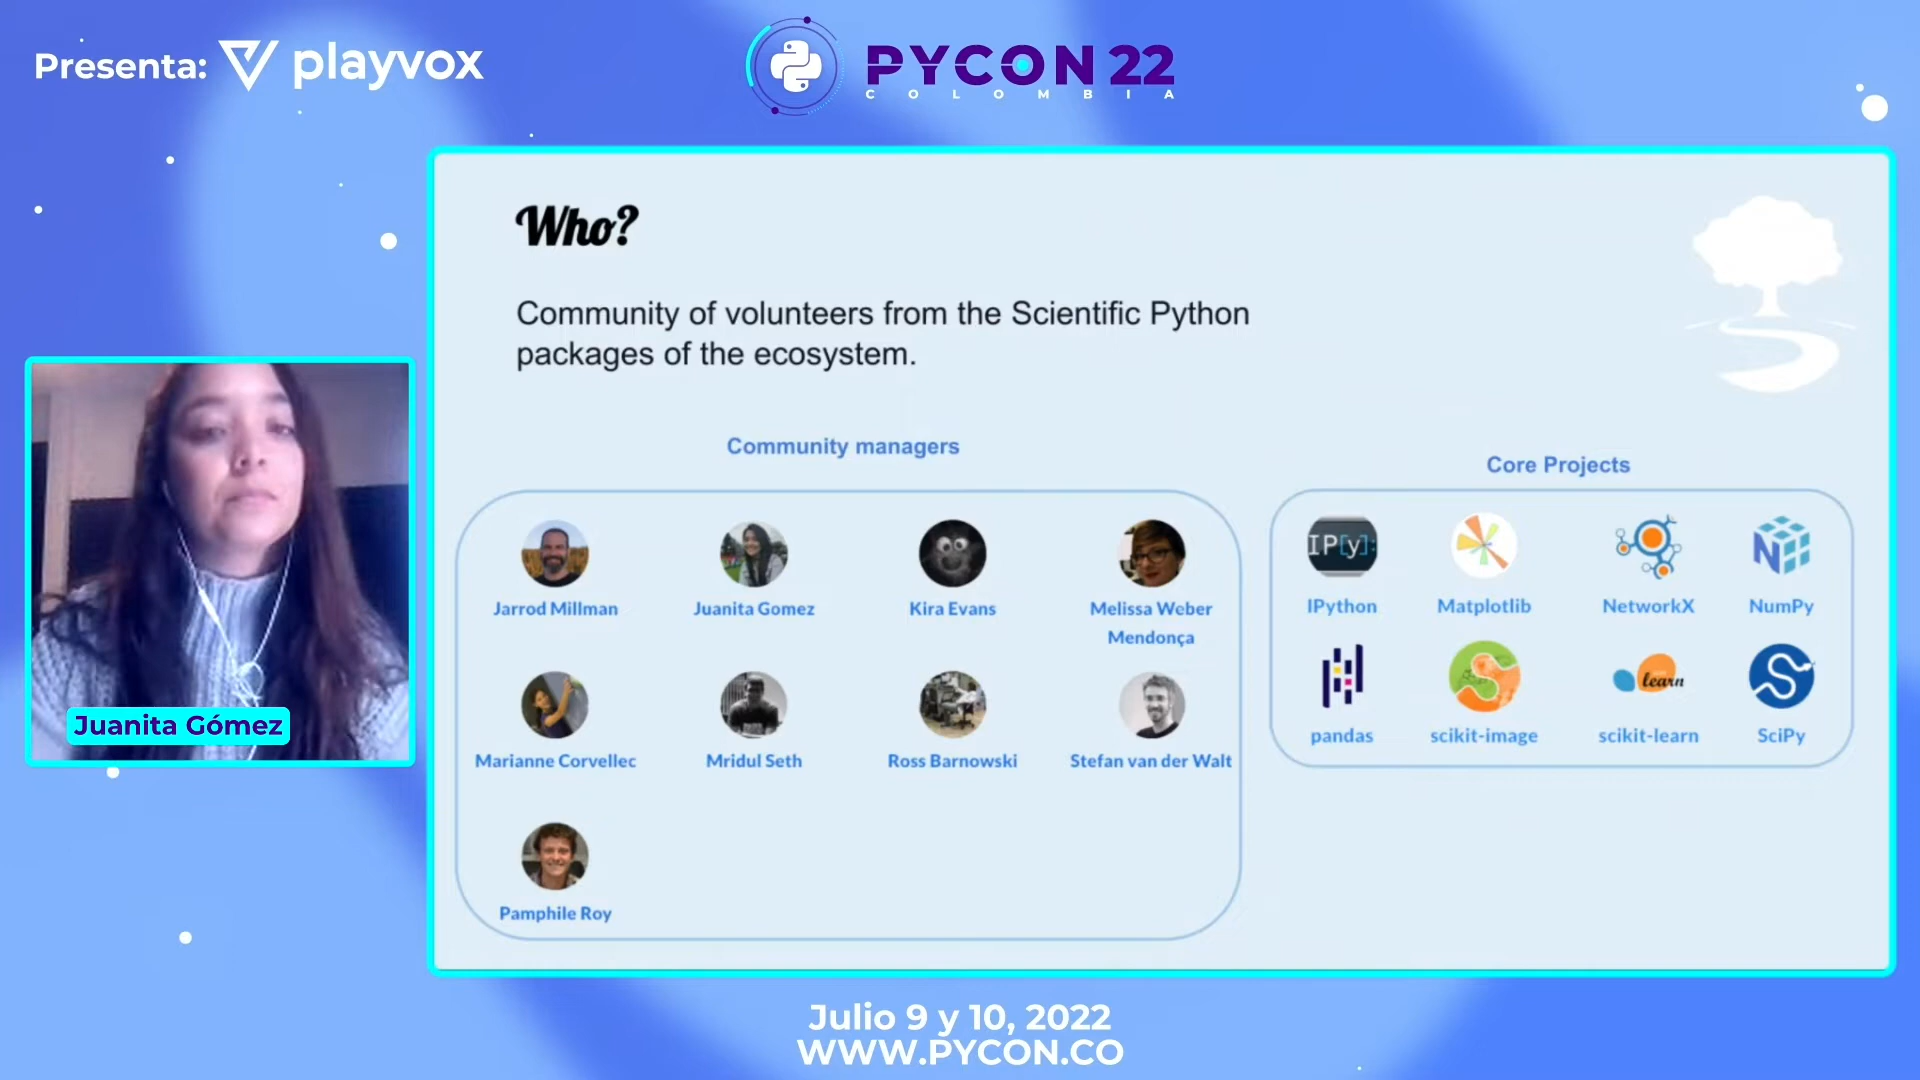 Presenta: playvox
PYCON 22
COLOMBIA
Who?
Community of volunteers from the Scientific Python
packages of the ecosystem.
Community managers
Jarrod Millman
Juanita Gomez
Kira Evans
Melissa Weber
Mendonça
Marianne Corvellec
Mridul Seth
Ross Barnowski
Stefan van der Walt
Pamphile Roy
Core Projects
IP[y]:
IPython
Matplotlib
NetworkX
N
NumPy
pandas
scikit-image
learn
scikit-learn
SciPy
Juanita Gómez
Julio 9 y 10, 2022
WWW.PYCON.CO